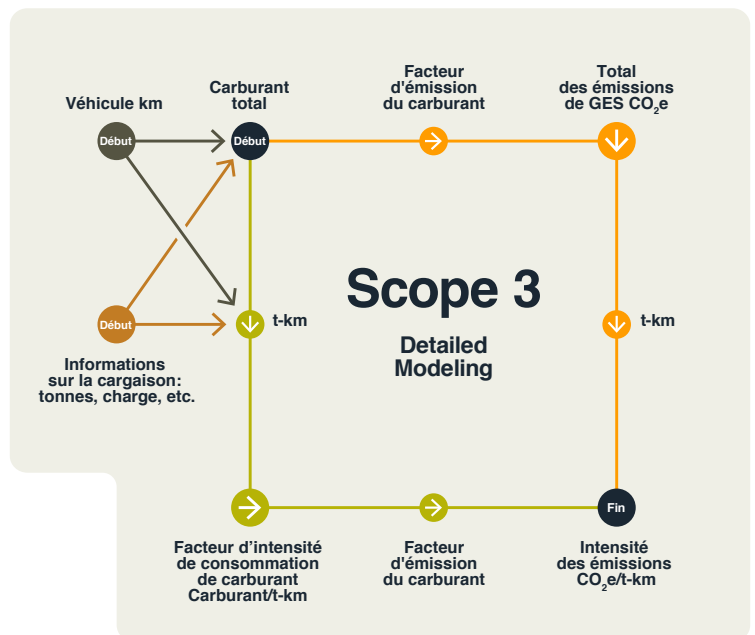 Véhicule km
Carburant
total
Facteur
d'émission
du carburant
Total
des émissions
de GES CO₂e
Début
Début
Scope 3
Detailed
Modeling
Début
t-km
t-km
Informations
sur la cargaison:
tonnes, charge, etc.
Fin
Facteur d’intensité
de consommation
de carburant
Carburant/t-km
Facteur
d'émission
du carburant
Intensité
des émissions
CO₂e/t-km